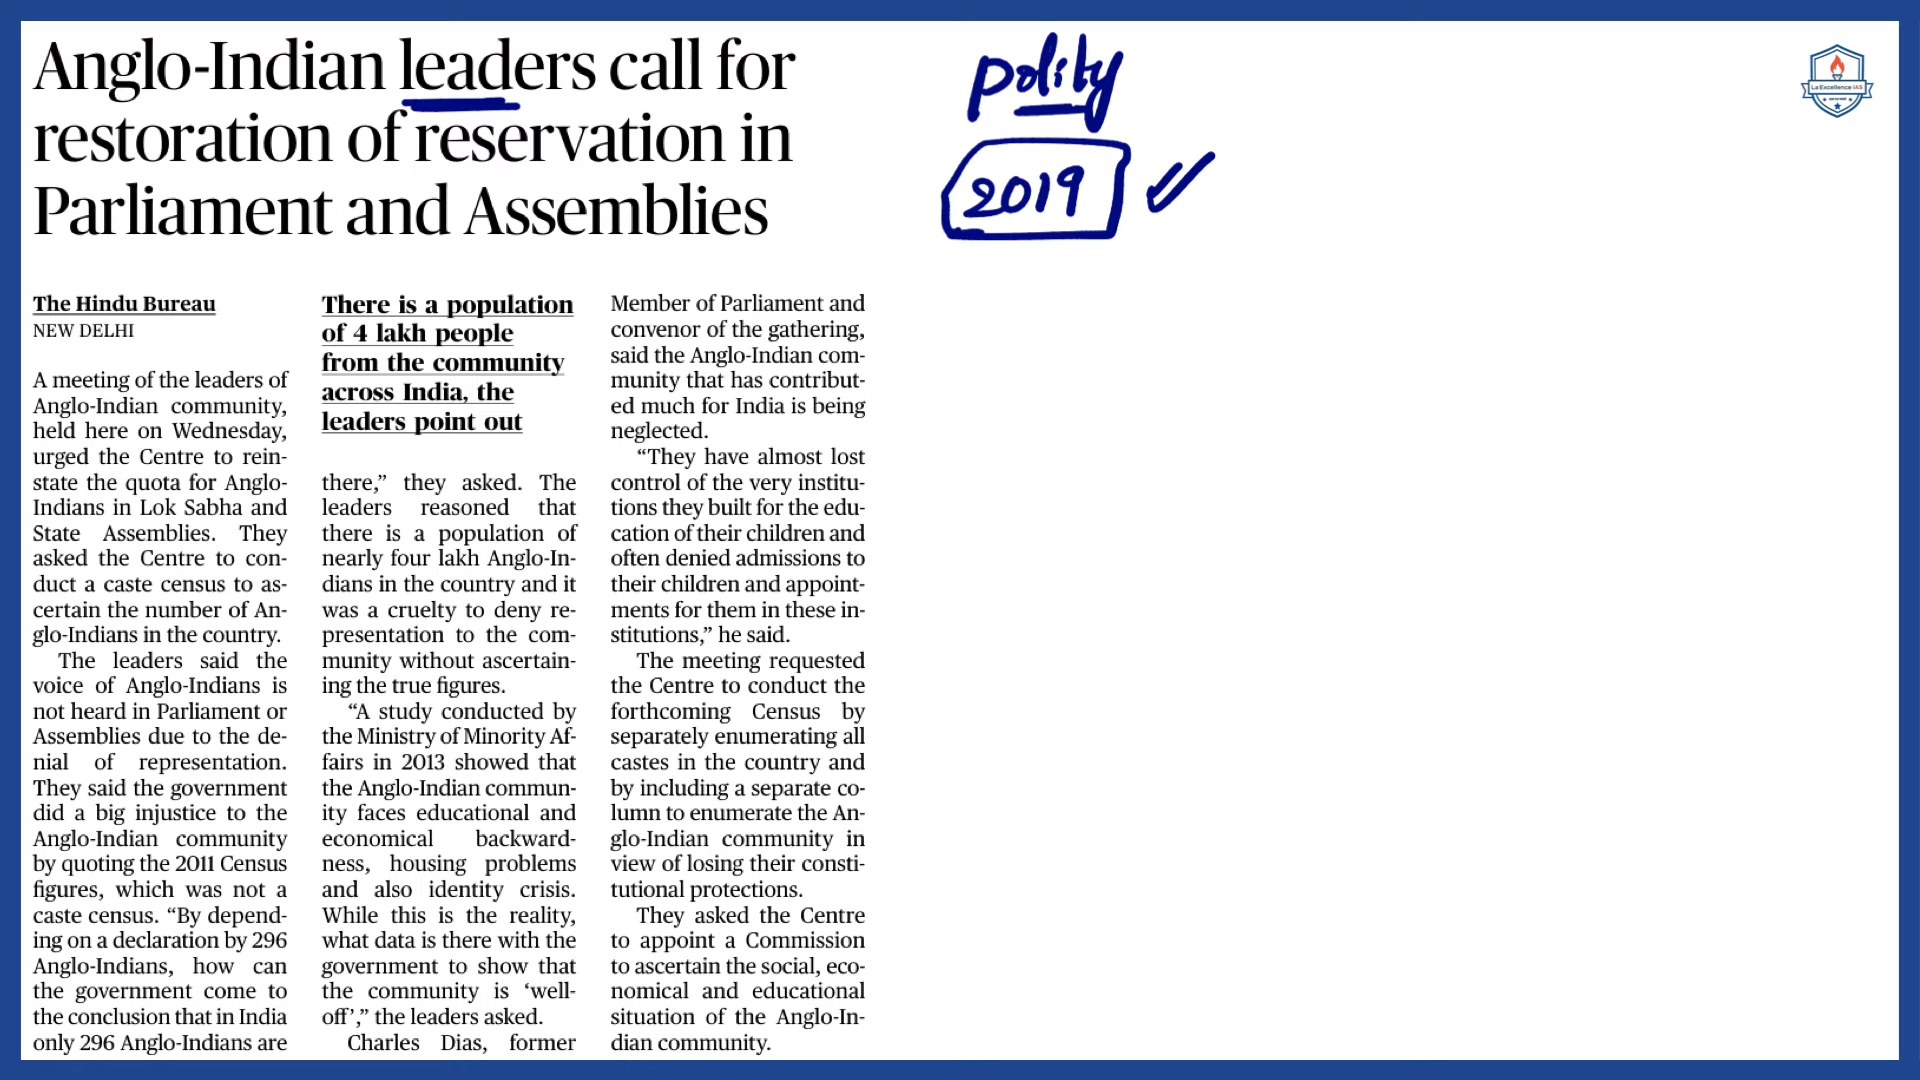 Anglo-Indian leaders call for
restoration of reservation in
Parliament and Assemblies
polity
2019
La Excellence IAS
The Hindu Bureau
NEW DELHI
A meeting of the leaders of
Anglo-Indian community,
held here on Wednesday,
urged the Centre to rein-
state the quota for Anglo-
Indians in Lok Sabha and
State Assemblies. They
asked the Centre to con-
duct a caste census to as-
certain the number of An-
glo-Indians in the country.
The leaders said the
voice of Anglo-Indians is
not heard in Parliament or
Assemblies due to the de-
nial of representation.
They said the government
did a big injustice to the
Anglo-Indian community
by quoting the 2011 Census
figures, which was not a
caste census. “By depend-
ing on a declaration by 296
Anglo-Indians, how can
the government come to
the conclusion that in India
only 296 Anglo-Indians are
There is a population
of 4 lakh people
from the community
across India, the
leaders point out
there,” they asked. The
leaders reasoned that
there is a population of
nearly four lakh Anglo-In-
dians in the country and it
was a cruelty to deny re-
presentation to the com-
munity without ascertain-
ing the true figures.
“A study conducted by
the Ministry of Minority Af-
fairs in 2013 showed that
the Anglo-Indian commun-
ity faces educational and
economical backward-
ness, housing problems
and also identity crisis.
While this is the reality,
what data is there with the
government to show that
the community is ‘well-
off’,” the leaders asked.
Charles Dias, former
Member of Parliament and
convenor of the gathering,
said the Anglo-Indian com-
munity that has contribut-
ed much for India is being
neglected.
“They have almost lost
control of the very institu-
tions they built for the edu-
cation of their children and
often denied admissions to
their children and appoint-
ments for them in these in-
stitutions,” he said.
The meeting requested
the Centre to conduct the
forthcoming Census by
separately enumerating all
castes in the country and
by including a separate co-
lumn to enumerate the An-
glo-Indian community in
view of losing their consti-
tutional protections.
They asked the Centre
to appoint a Commission
to ascertain the social, eco-
nomical and educational
situation of the Anglo-In-
dian community.